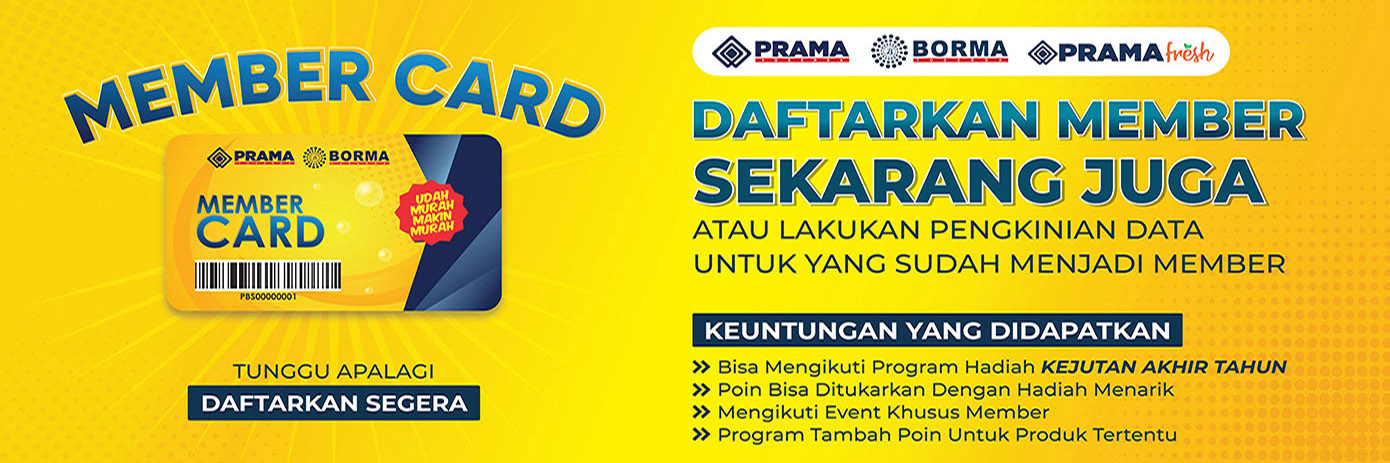 MEMBER CARD
PRAMA BORMA
MEMBER
CARD
UDAH
MURAH
MAKIN
MURAH
PBS00000001
TUNGGU APALAGI
DAFTARKAN SEGERA
PRAMA BORMA PRAMA fresh
DAFTARKAN MEMBER
SEKARANG JUGA
ATAU LAKUKAN PENGKINIAN DATA
UNTUK YANG SUDAH MENJADI MEMBER
KEUNTUNGAN YANG DIDAPATKAN
Bisa Mengikuti Program Hadiah KEJUTAN AKHIR TAHUN
Poin Bisa Ditukarkan Dengan Hadiah Menarik
Mengikuti Event Khusus Member
Program Tambah Poin Untuk Produk Tertentu